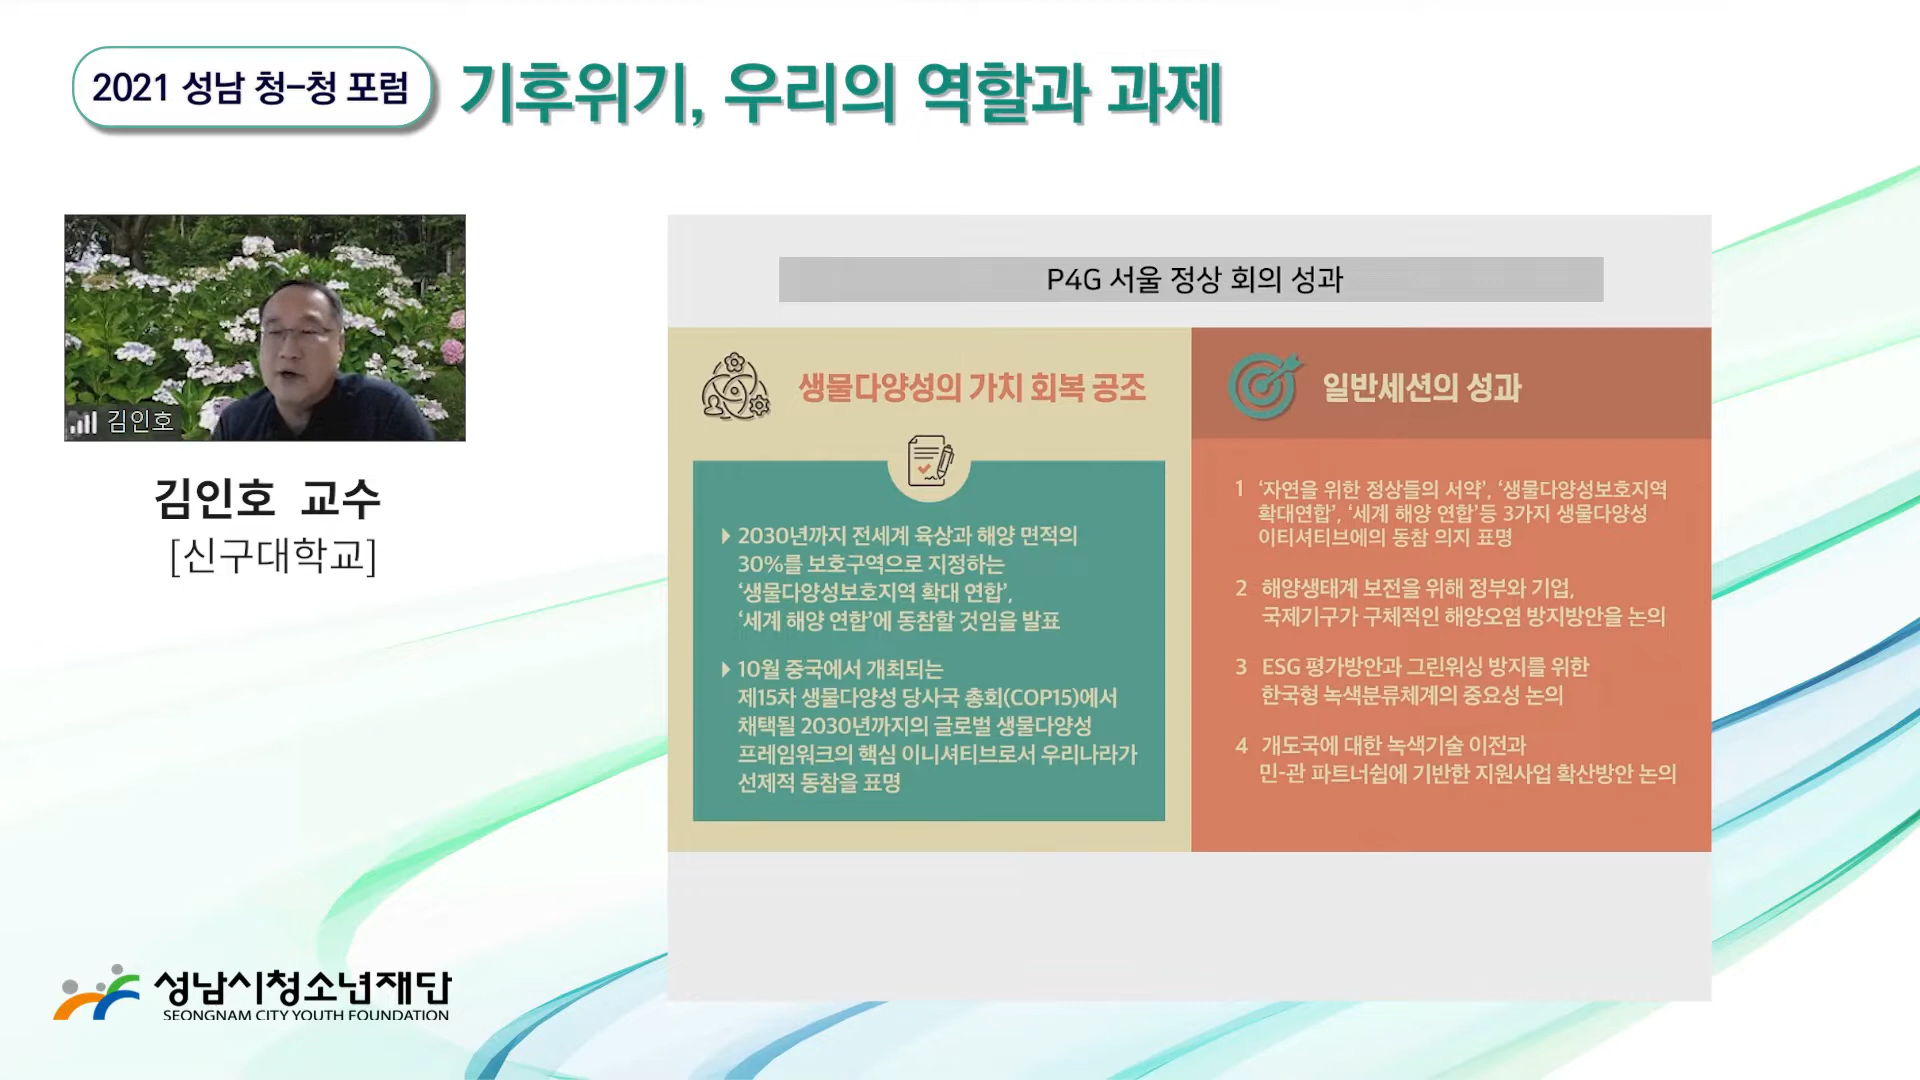 2021 성남 청-청 포럼
기후위기, 우리의 역할과 과제
김인호
김인호 교수
[신구대학교]
P4G 서울 정상 회의 성과
생물다양성의 가치 회복 공조
2030년까지 전세계 육상과 해양 면적의
30%를 보호구역으로 지정하는
‘생물다양성보호지역 확대 연합’,
‘세계 해양 연합’에 동참할 것임을 발표
10월 중국에서 개최되는
제15차 생물다양성 당사국 총회(COP15)에서
채택될 2030년까지의 글로벌 생물다양성
프레임워크의 핵심 이니셔티브로서 우리나라가
선제적 동참을 표명
일반세션의 성과
1 ‘자연을 위한 정상들의 서약’, ‘생물다양성보호지역
확대연합’, ‘세계 해양 연합’등 3가지 생물다양성
이티셔티브에의 동참 의지 표명
2 해양생태계 보전을 위해 정부와 기업,
국제기구가 구체적인 해양오염 방지방안을 논의
3 ESG 평가방안과 그린워싱 방지를 위한
한국형 녹색분류체계의 중요성 논의
4 개도국에 대한 녹색기술 이전과
민-관 파트너쉽에 기반한 지원사업 확산방안 논의
성남시청소년재단
SEONGNAM CITY YOUTH FOUNDATION